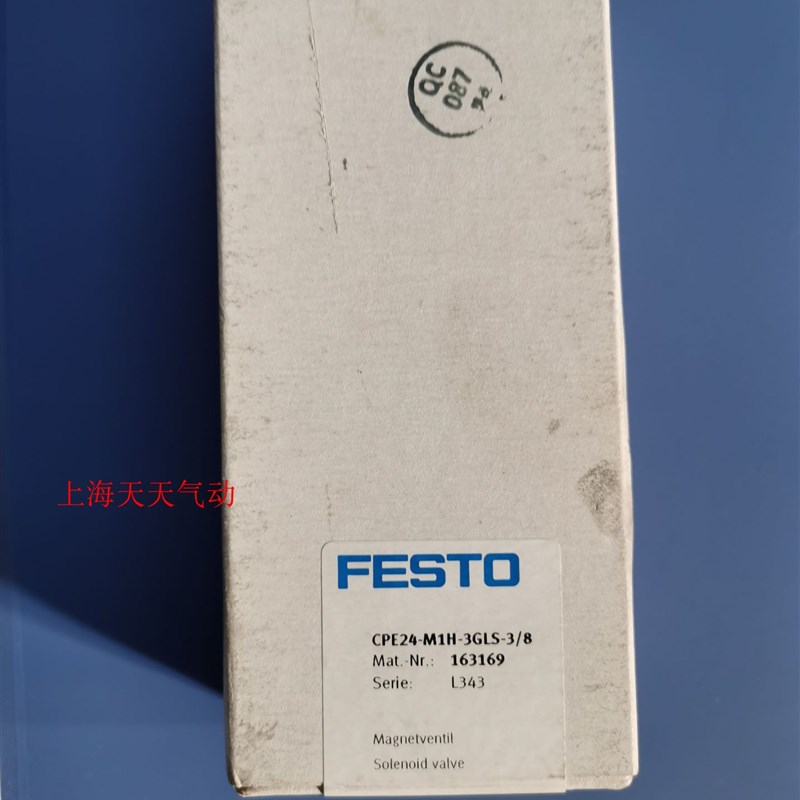 QC
087
上海天天气动
FESTO
CPE24-M1H-3GLS-3/8
Mat.-Nr.: 163169
Serie: L343
Magnetventil
Solenoid valve